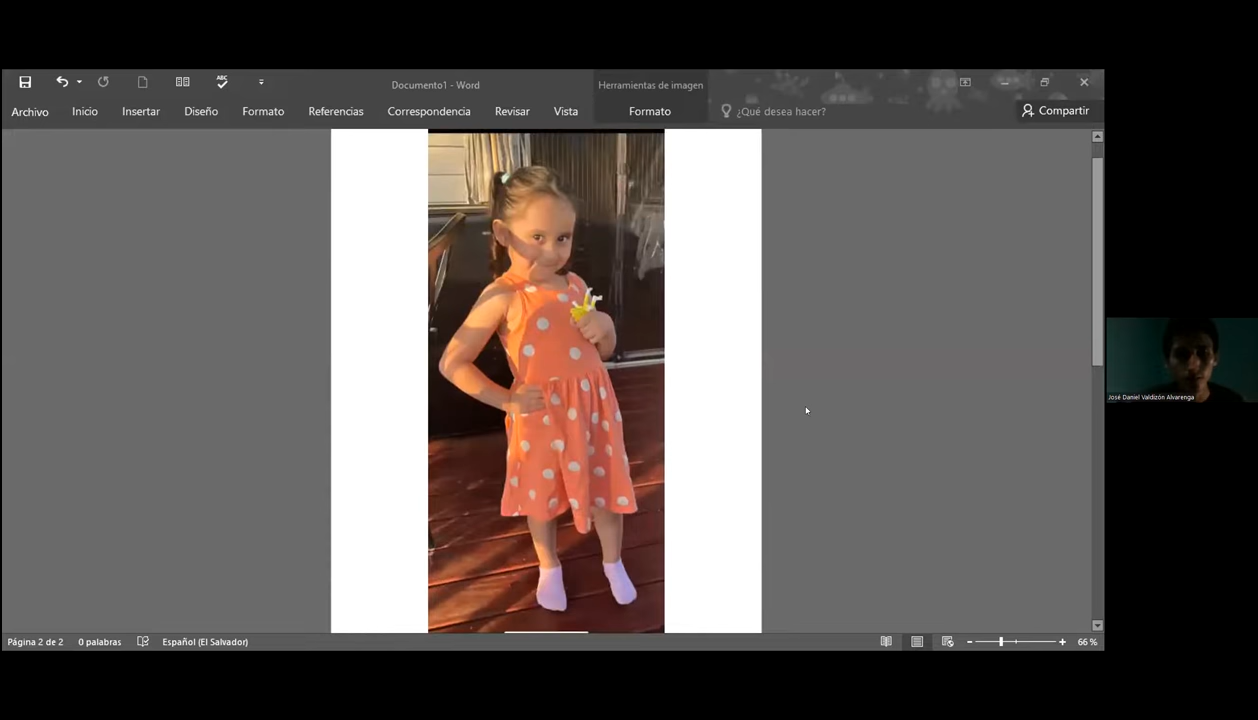 ABC
Documento1 - Word
Herramientas de imagen
Archivo
Inicio
Insertar
Diseño
Formato
Referencias
Correspondencia
Revisar
Vista
Formato
¿Qué desea hacer?
Compartir
José Daniel Valdizón Alvarenga
Página 2 de 2
0 palabras
Español (El Salvador)
66 %